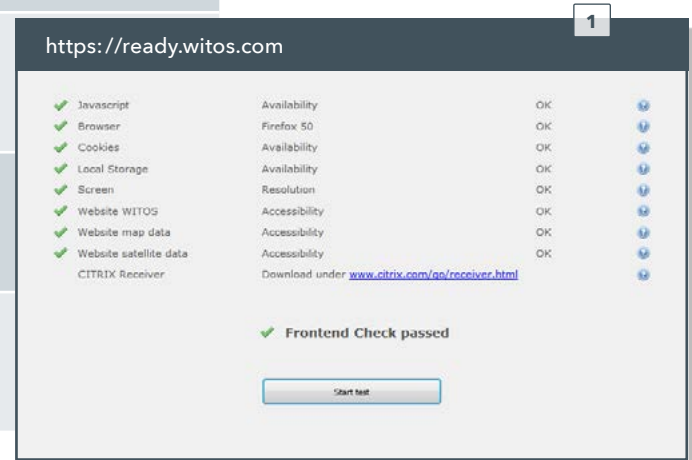 1
https://ready.witos.com
Javascript Availability OK
Browser Firefox 50 OK
Cookies Availability OK
Local Storage Availability OK
Screen Resolution OK
Website WITOS Accessibility OK
Website map data Accessibility OK
Website satellite data Accessibility OK
CITRIX Receiver Download under www.citrix.com/go/receiver.html
Frontend Check passed
Start test